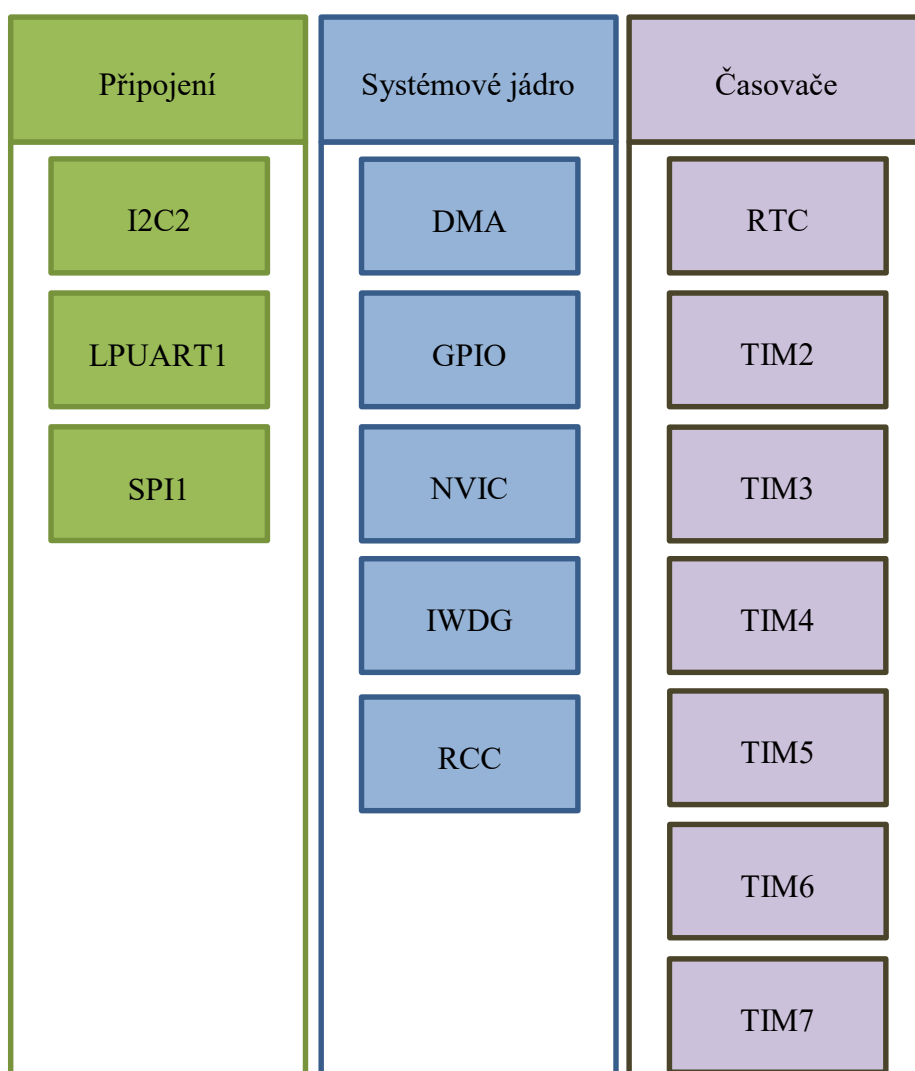 Připojení
I2C2
LPUART1
SPI1
Systémové jádro
DMA
GPIO
NVIC
IWDG
RCC
Časovače
RTC
TIM2
TIM3
TIM4
TIM5
TIM6
TIM7